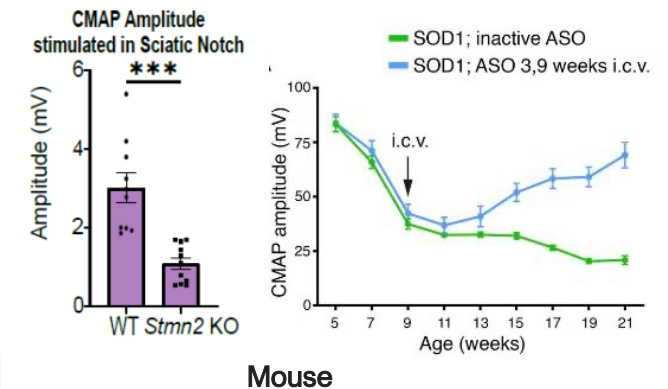 CMAP Amplitude
stimulated in Sciatic Notch
***
Amplitude (mV)
6
4
2
0
WT Stmn2 KO
SOD1; inactive ASO
SOD1; ASO 3,9 weeks i.c.v.
CMAP amplitude (mV)
100
75
50
25
0
i.c.v.
5 7 9 11 13 15 17 19 21
Age (weeks)
Mouse